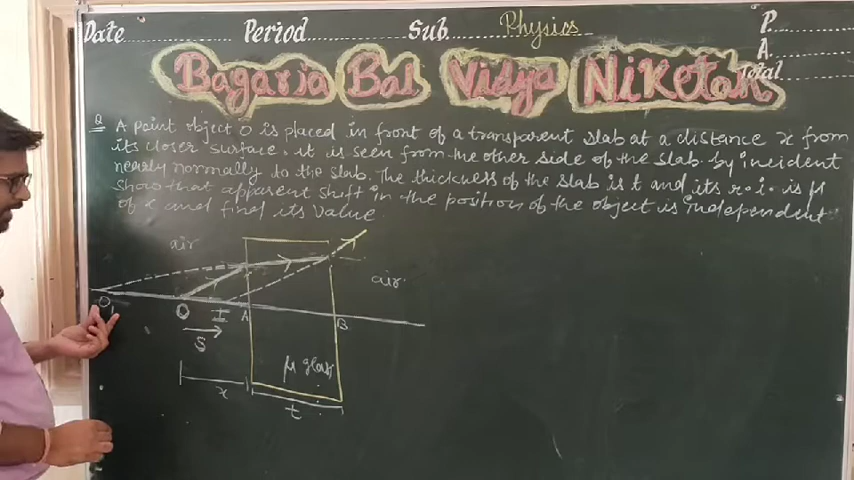 Date Period Sub Physics P
A
Total
Bagaria Bal Vidya Niketan
Q A point object O is placed in front of a transparent slab at a distance x from
its closer surface. it is seen from the other side of the slab by incident
nearly normally to the slab. The thickness of the slab is t and its r.i. is μ
show that apparent shift in the position of the object is independent
of x and find its value
air
air
O1 O I A B
S
μ glass
x
t